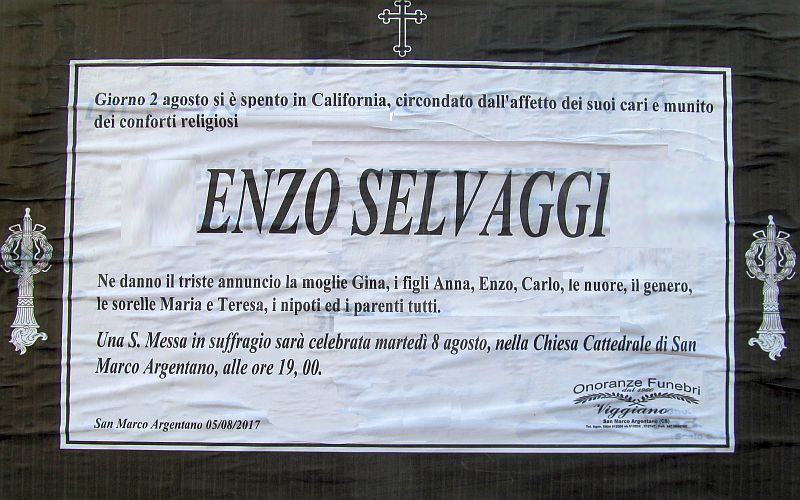 Giorno 2 agosto si è spento in California, circondato dall'affetto dei suoi cari e munito
dei conforti religiosi
ENZO SELVAGGI
Ne danno il triste annuncio la moglie Gina, i figli Anna, Enzo, Carlo, le nuore, il genero,
le sorelle Maria e Teresa, i nipoti ed i parenti tutti.
Una S. Messa in suffragio sarà celebrata martedì 8 agosto, nella Chiesa Cattedrale di San
Marco Argentano, alle ore 19, 00.
Onoranze Funebri
dal 1966
Viggiano
San Marco Argentano (CS)
San Marco Argentano 05/08/2017